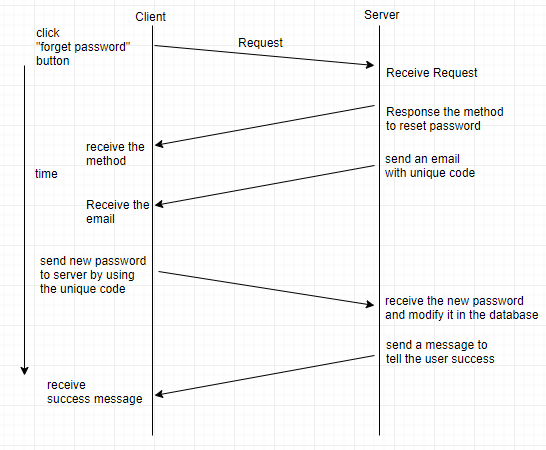 Client
Server
click
"forget password"
button
Request
Receive Request
Response the method
to reset password
receive the
method
send an email
with unique code
time
Receive the
email
send new password
to server by using
the unique code
receive the new password
and modify it in the database
send a message to
tell the user success
receive
success message